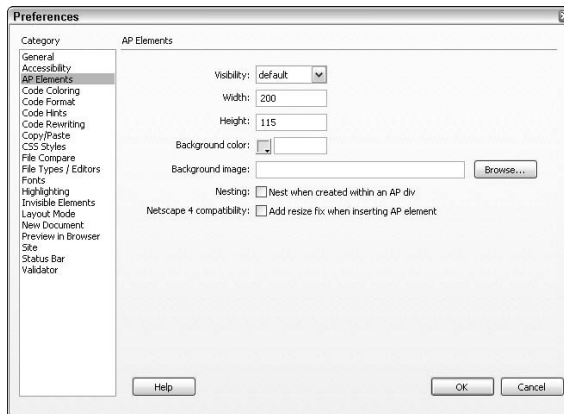 Preferences
Category
AP Elements
General
Accessibility
AP Elements
Code Coloring
Code Format
Code Hints
Code Rewriting
Copy/Paste
CSS Styles
File Compare
File Types / Editors
Fonts
Highlighting
Invisible Elements
Layout Mode
New Document
Preview in Browser
Site
Status Bar
Validator
Visibility: default
Width: 200
Height: 115
Background color:
Background image: Browse...
Nesting: Nest when created within an AP div
Netscape 4 compatibility: Add resize fix when inserting AP element
Help OK Cancel